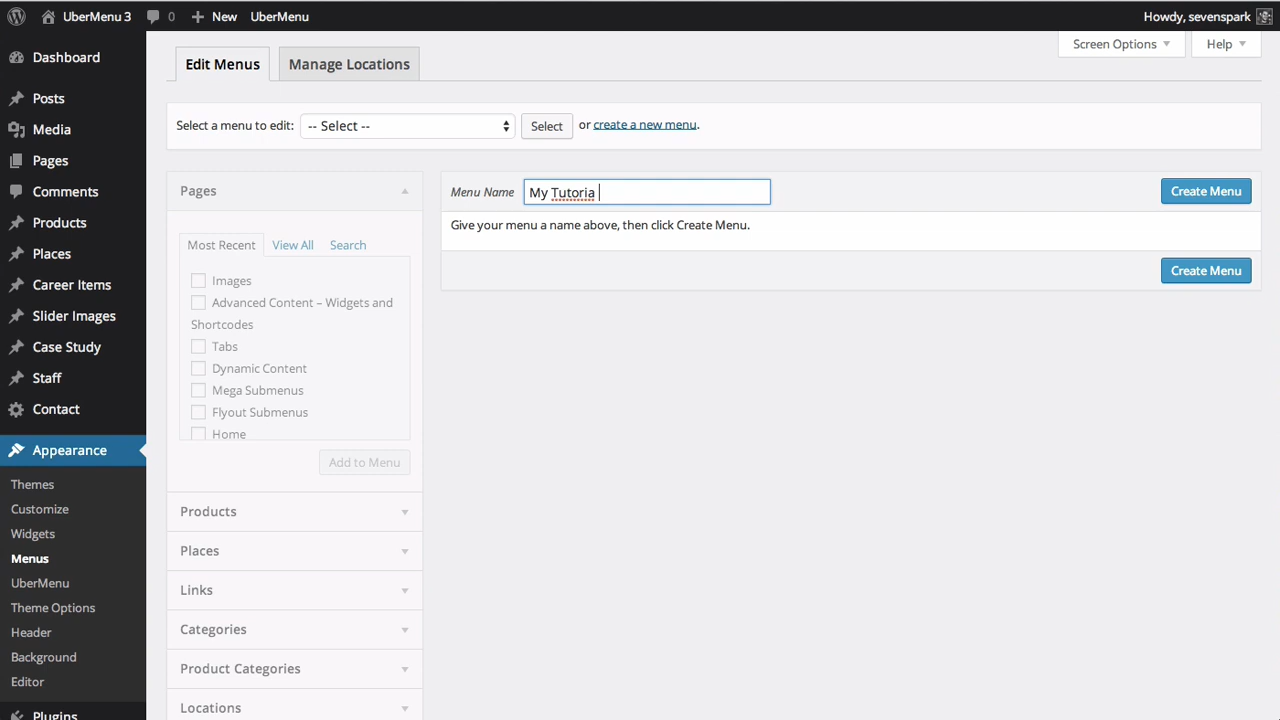 UberMenu 3 0 New UberMenu Howdy, sevenspark
Screen Options Help
Dashboard
Posts
Media
Pages
Comments
Products
Places
Career Items
Slider Images
Case Study
Staff
Contact
Appearance
Themes
Customize
Widgets
Menus
UberMenu
Theme Options
Header
Background
Editor
Plugins
Edit Menus Manage Locations
Select a menu to edit: -- Select -- Select or create a new menu.
Pages
Most Recent View All Search
Images
Advanced Content – Widgets and
Shortcodes
Tabs
Dynamic Content
Mega Submenus
Flyout Submenus
Home
Add to Menu
Products
Places
Links
Categories
Product Categories
Locations
Menu Name My Tutoria Create Menu
Give your menu a name above, then click Create Menu.
Create Menu